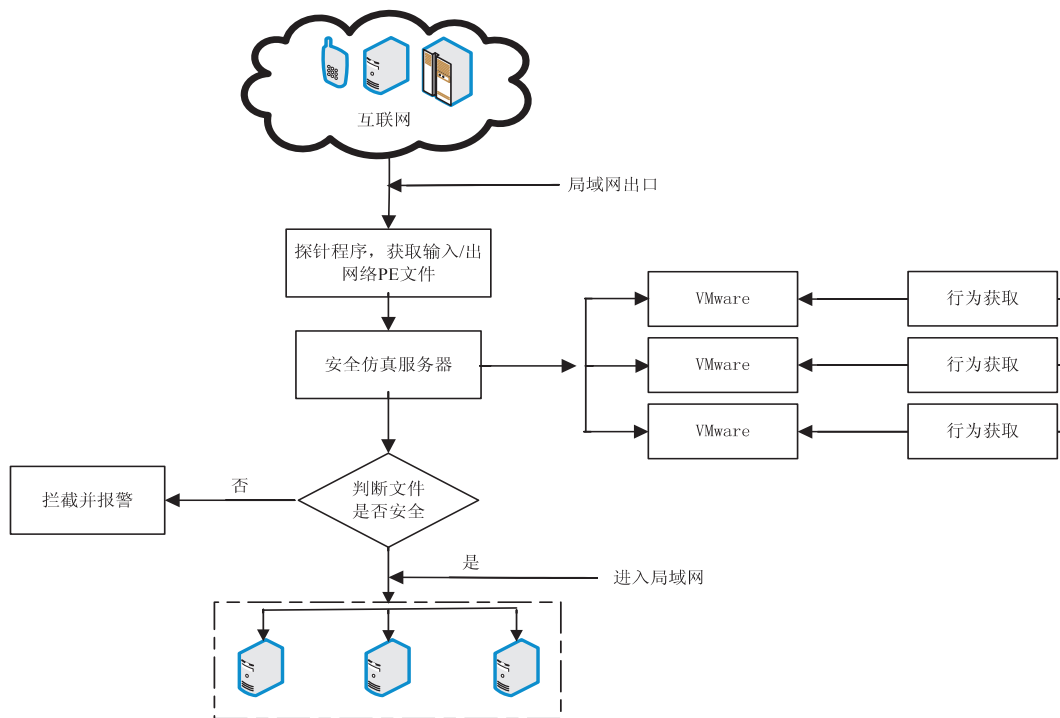 互联网
局域网出口
探针程序，获取输入/出
网络PE文件
VMware
行为获取
安全仿真服务器
VMware
行为获取
VMware
行为获取
拦截并报警
否
判断文件
是否安全
是
进入局域网